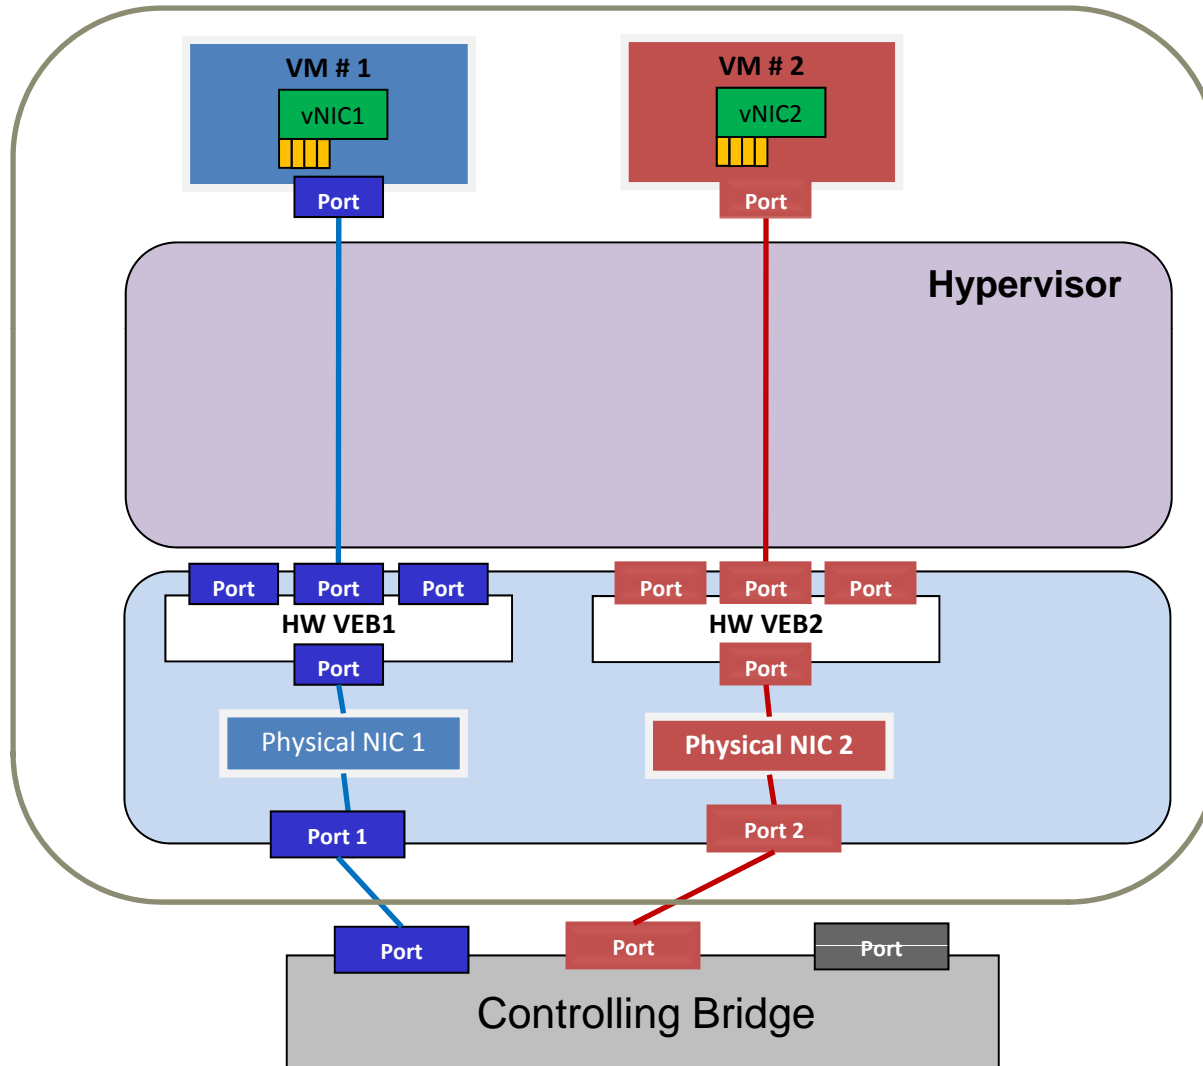 VM # 1
VM # 2
vNIC1
vNIC2
Port
Port
Hypervisor
Port
Port
Port
Port
Port
Port
HW VEB1
HW VEB2
Port
Port
Physical NIC 1
Physical NIC 2
Port 1
Port 2
Port
Port
Port
Controlling Bridge